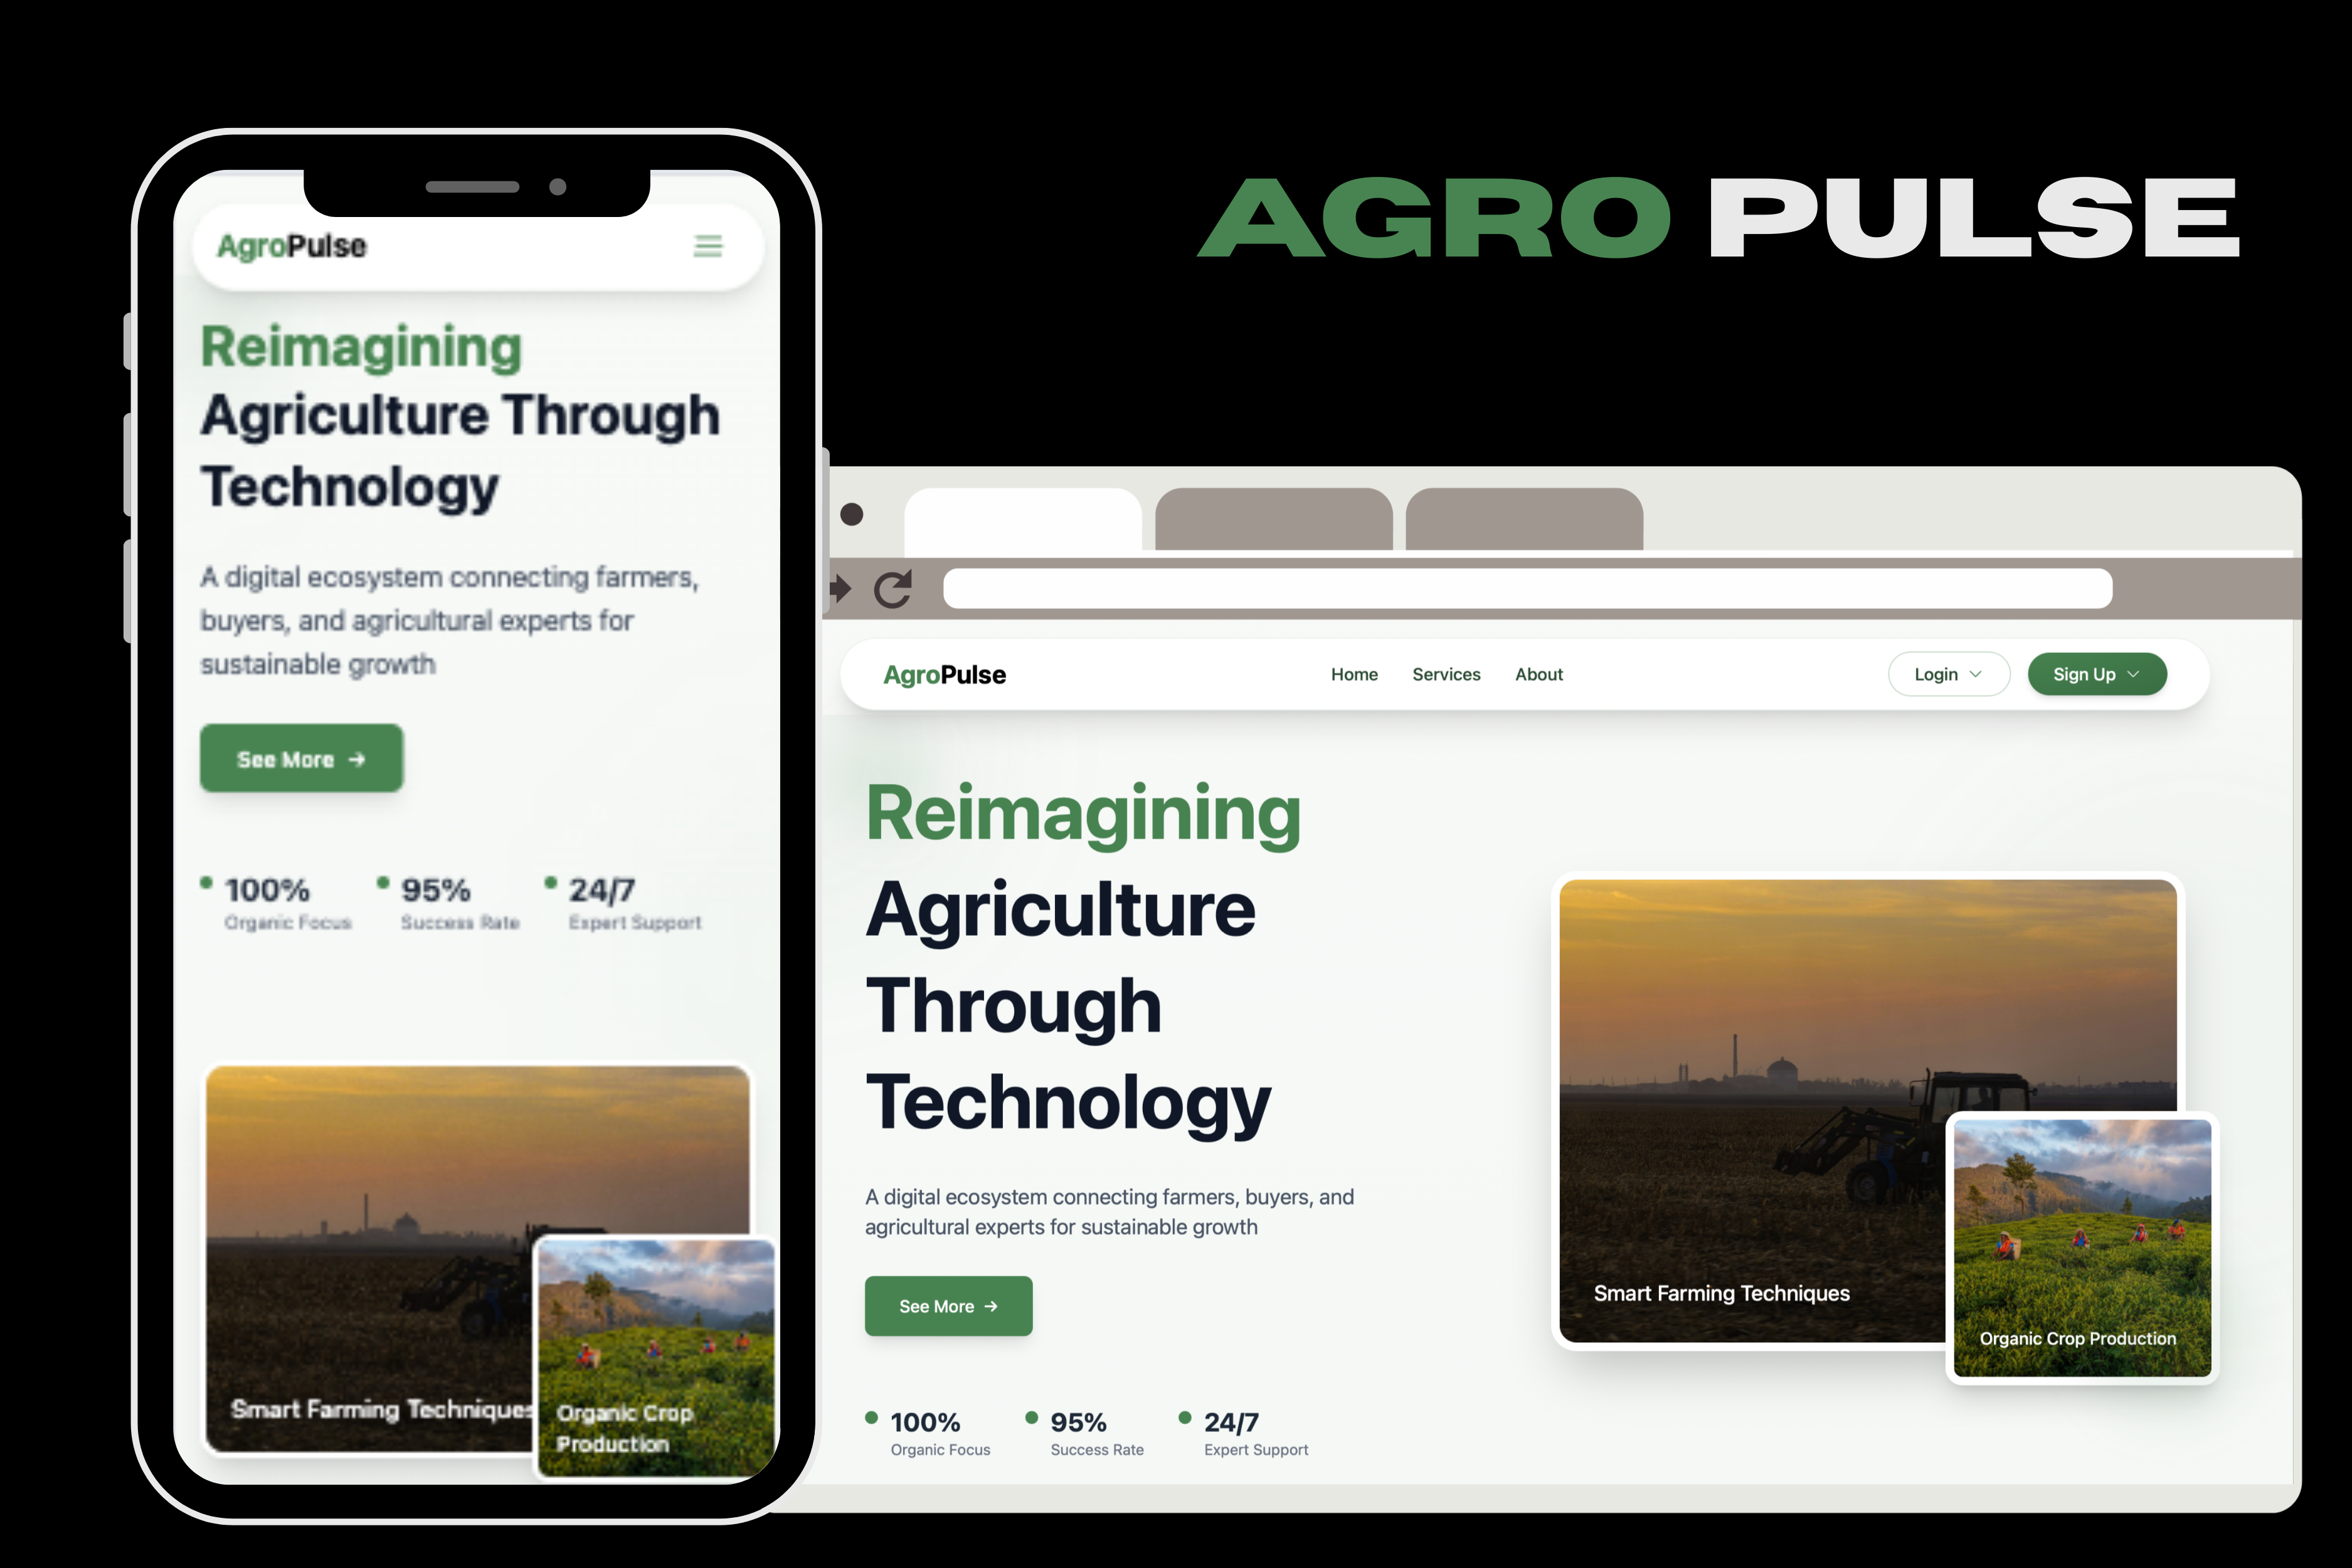 AGRO PULSE
AgroPulse
Reimagining
Agriculture Through
Technology
A digital ecosystem connecting farmers,
buyers, and agricultural experts for
sustainable growth
See More →
100%
Organic Focus
95%
Success Rate
24/7
Expert Support
Smart Farming Techniques
Organic Crop
Production
AgroPulse
Home
Services
About
Login
Sign Up
Reimagining
Agriculture
Through
Technology
A digital ecosystem connecting farmers, buyers, and
agricultural experts for sustainable growth
See More →
100%
Organic Focus
95%
Success Rate
24/7
Expert Support
Smart Farming Techniques
Organic Crop Production